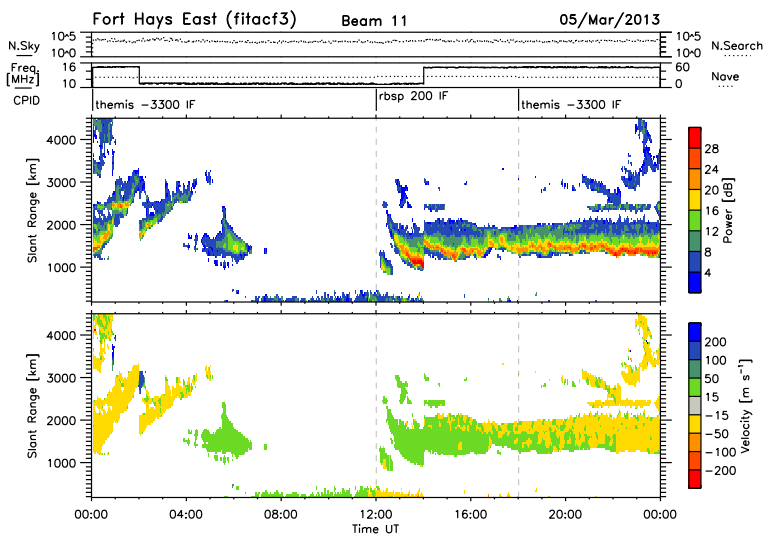 Fort Hays East (fitacf3) Beam 11 05/Mar/2013
N.Sky 10+5 10+0 10+5 10+0 N.Search
Freq. [MHz] 16 10 60 0 Nave
CPID themis -3300 IF rbsp 200 IF themis -3300 IF
Slant Range [km]
4000
3000
2000
1000
Power [dB]
28
24
20
16
12
8
4
Slant Range [km]
4000
3000
2000
1000
Velocity [m s-1]
200
100
50
15
-15
-50
-100
-200
00:00 04:00 08:00 12:00 16:00 20:00 00:00
Time UT